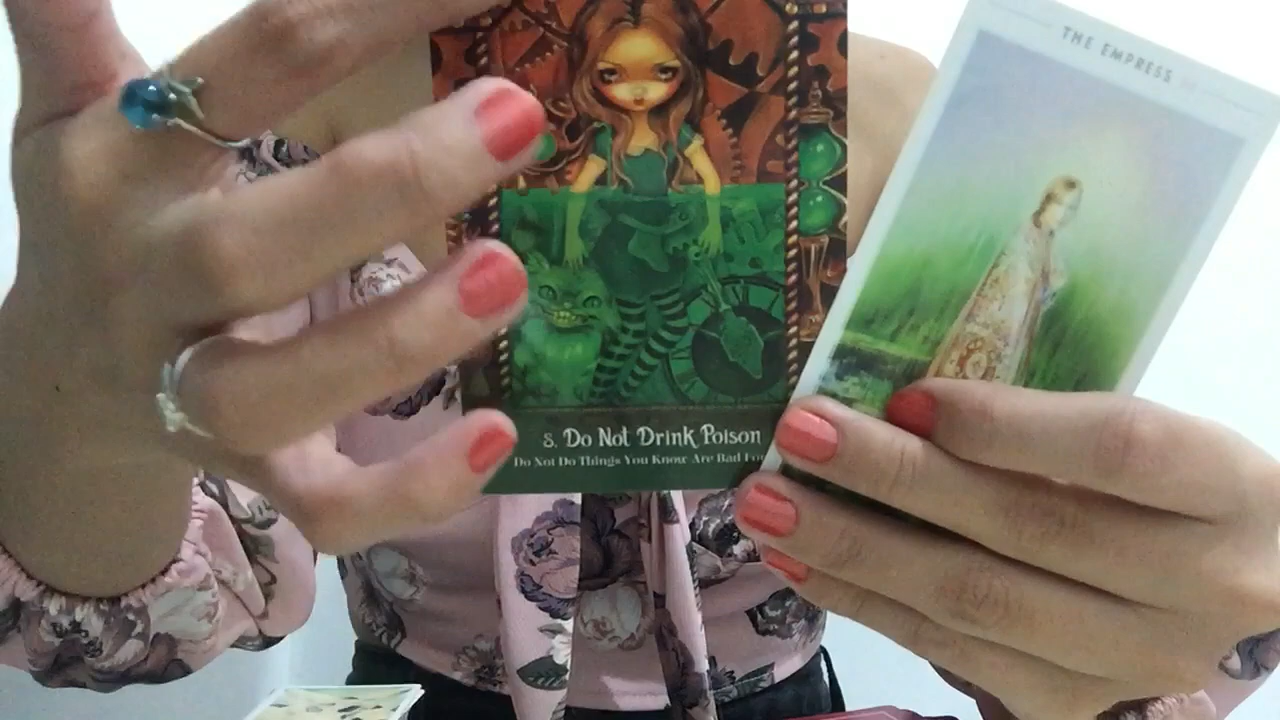 THE EMPRESS
8. Do Not Drink Poison
Do Not Do Things You Know Are Bad For